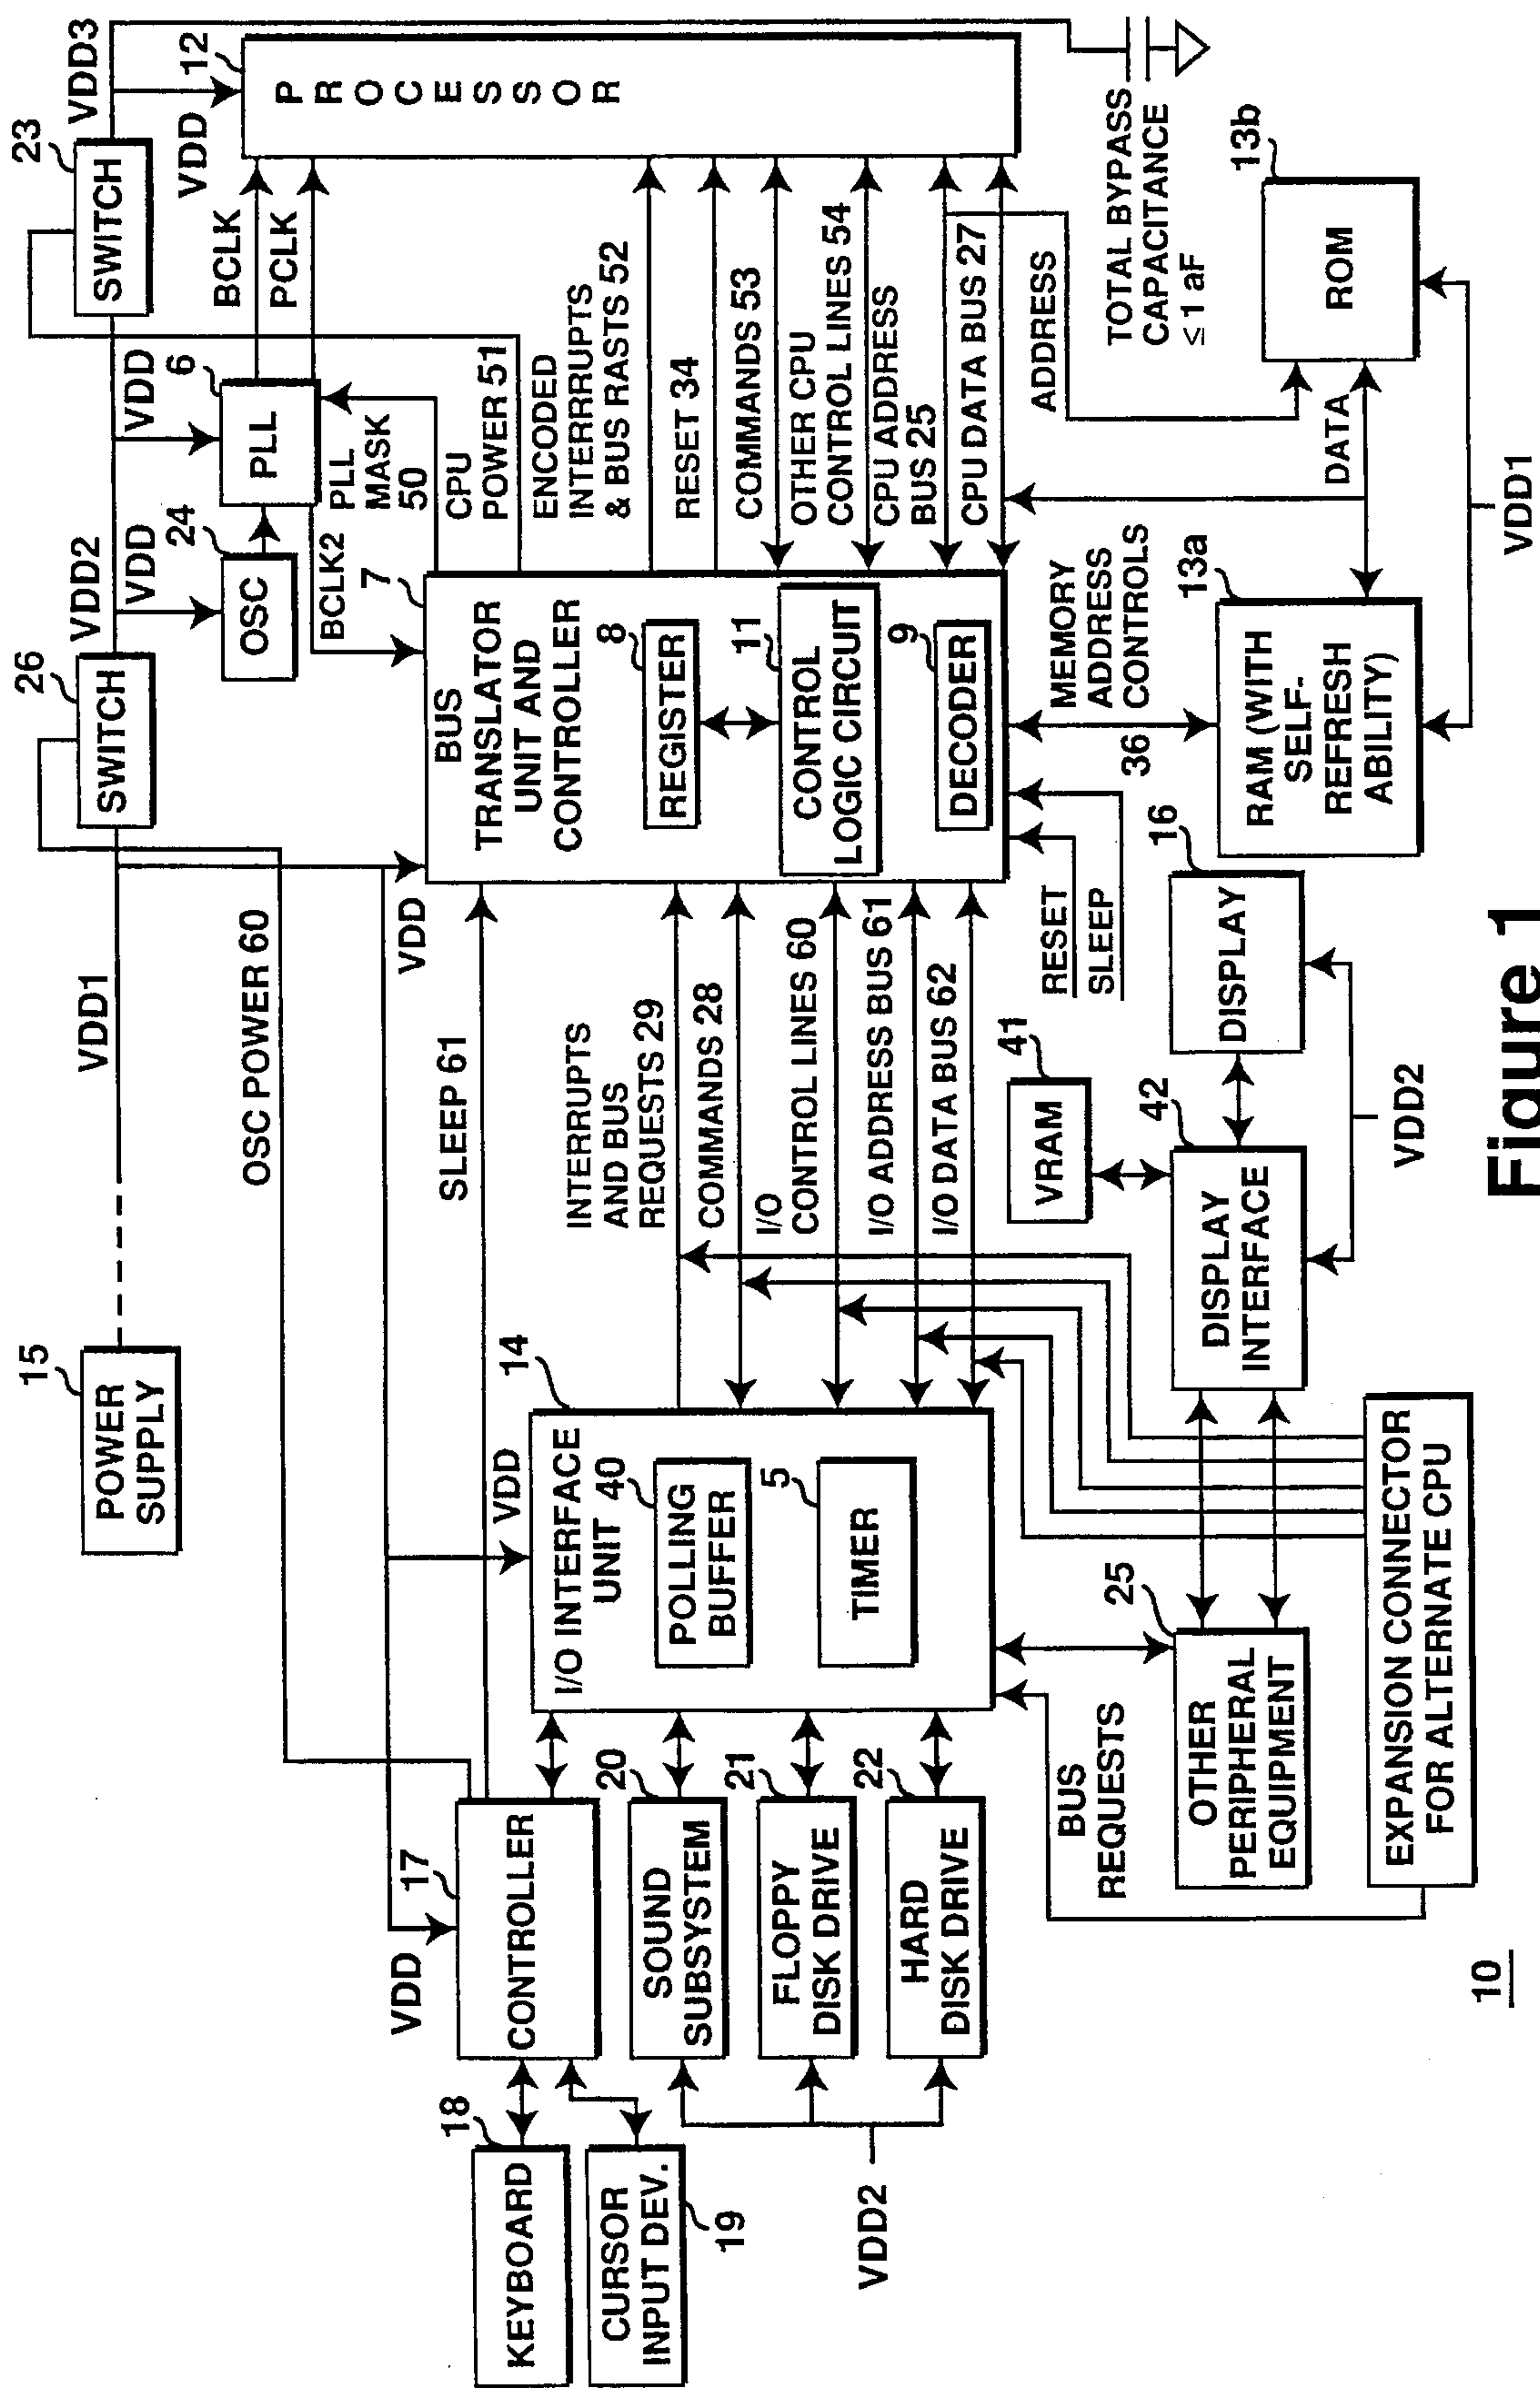 POWER
SUPPLY
15
VDD1
SWITCH
26
VDD2
VDD
OSC
24
VDD
PLL
6
SWITCH
23
VDD3
VDD
12
PROCESSOR
BCLK
PCLK
BCLK2
PLL
MASK
50
CPU
POWER 51
ENCODED
INTERRUPTS
& BUS RASTS 52
RESET 34
COMMANDS 53
OTHER CPU
CONTROL LINES 54
CPU ADDRESS
BUS 25
CPU DATA BUS 27
ADDRESS
TOTAL BYPASS
CAPACITANCE
≤ 1 aF
OSC POWER 60
VDD
7
BUS
TRANSLATOR
UNIT AND
CONTROLLER
REGISTER
8
CONTROL
LOGIC CIRCUIT
11
DECODER
9
SLEEP 61
INTERRUPTS
AND BUS
REQUESTS 29
COMMANDS 28
I/O
CONTROL LINES 60
I/O ADDRESS BUS 61
I/O DATA BUS 62
RESET
SLEEP
36
MEMORY
ADDRESS
CONTROLS
13a
RAM (WITH
SELF-
REFRESH
ABILITY)
DATA
ROM
13b
VDD1
VDD
14
I/O INTERFACE
UNIT
40
POLLING
BUFFER
5
TIMER
VDD
17
CONTROLLER
18
KEYBOARD
CURSOR
INPUT DEV.
19
20
SOUND
SUBSYSTEM
21
FLOPPY
DISK DRIVE
22
HARD
DISK DRIVE
VDD2
BUS
REQUESTS
25
OTHER
PERIPHERAL
EQUIPMENT
VRAM
41
42
DISPLAY
INTERFACE
16
DISPLAY
VDD2
EXPANSION CONNECTOR
FOR ALTERNATE CPU
10
Figure 1